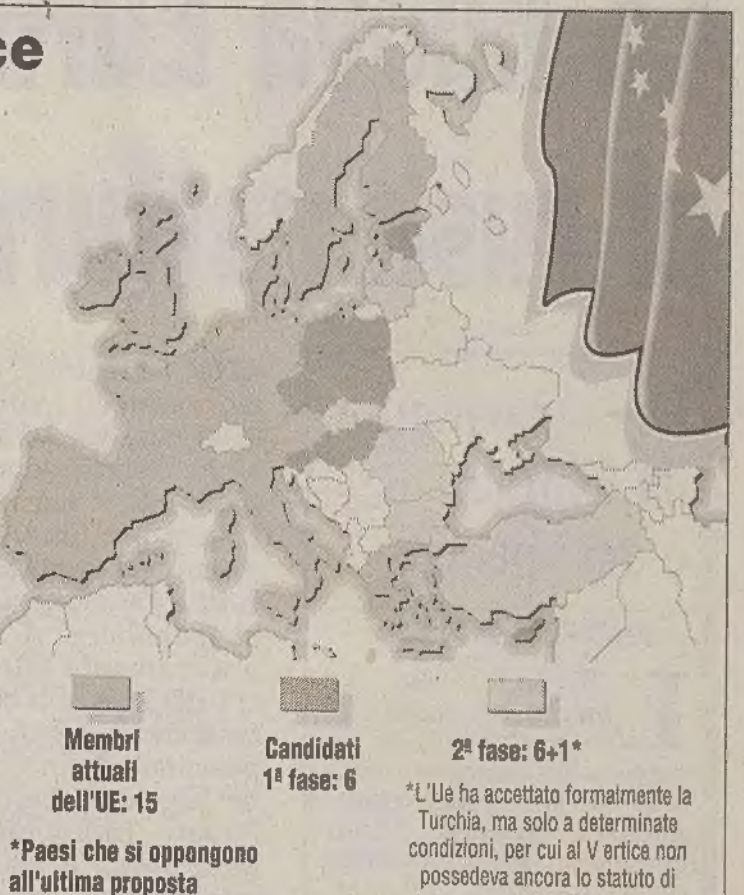 ce
Membri
attuali
dell'UE: 15
Candidati
1ª fase: 6
2ª fase: 6+1*
*Paesi che si oppongono
all'ultima proposta
*L'Ue ha accettato formalmente la
Turchia, ma solo a determinate
condizioni, per cui al V ertice non
possedeva ancora lo statuto di